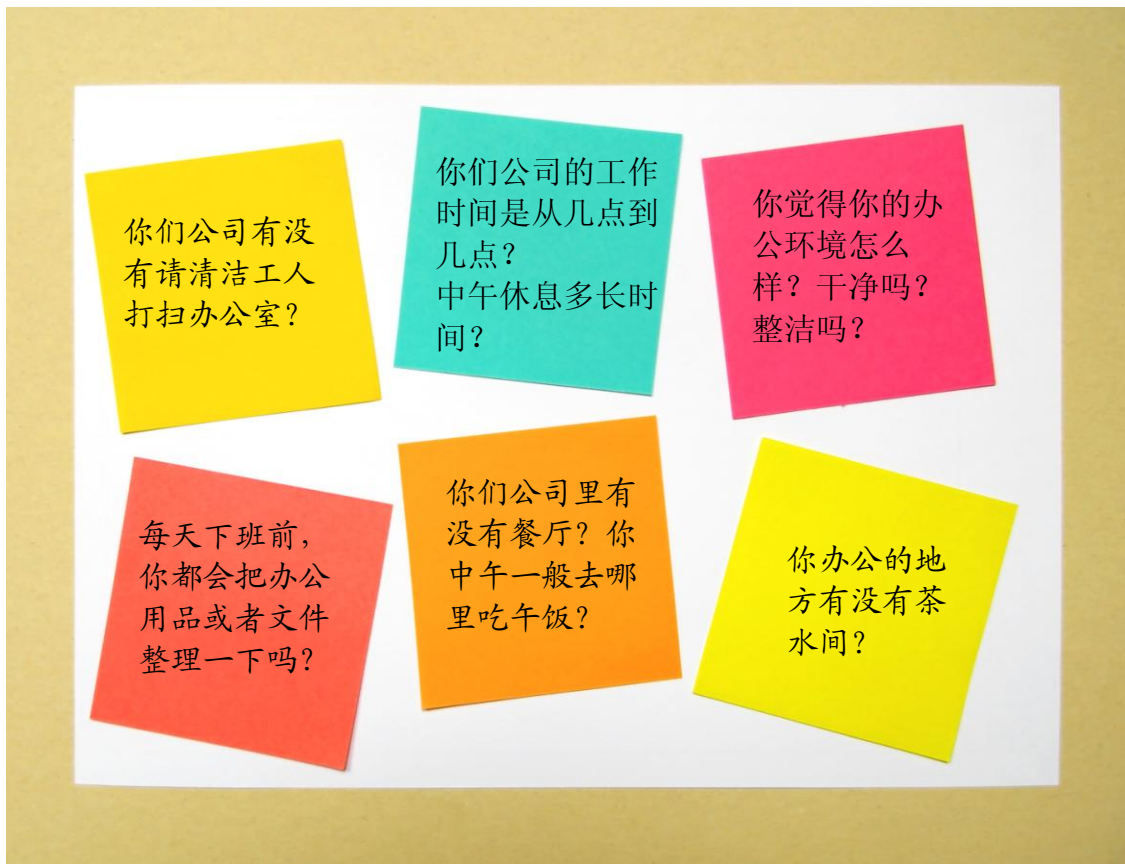 你们公司有没
有请清洁工人
打扫办公室？
你们公司的工作
时间是从几点到
几点？
中午休息多长时
间？
你觉得你的办
公环境怎么
样？干净吗？
整洁吗？
每天下班前，
你都会把办公
用品或者文件
整理一下吗？
你们公司里有
没有餐厅？你
中午一般去哪
里吃午饭？
你办公的地
方有没有茶
水间？